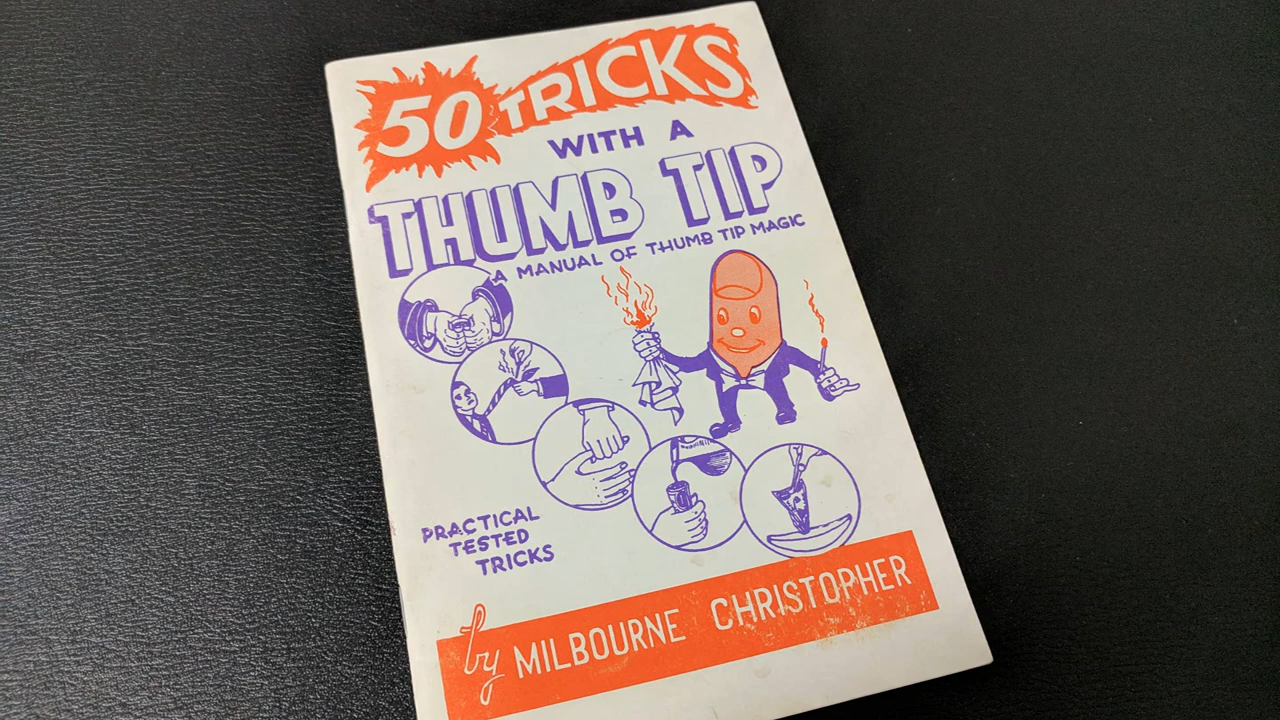 50 TRICKS
WITH A
THUMB TIP
A MANUAL OF THUMB TIP MAGIC
PRACTICAL
TESTED
TRICKS
by MILBOURNE CHRISTOPHER